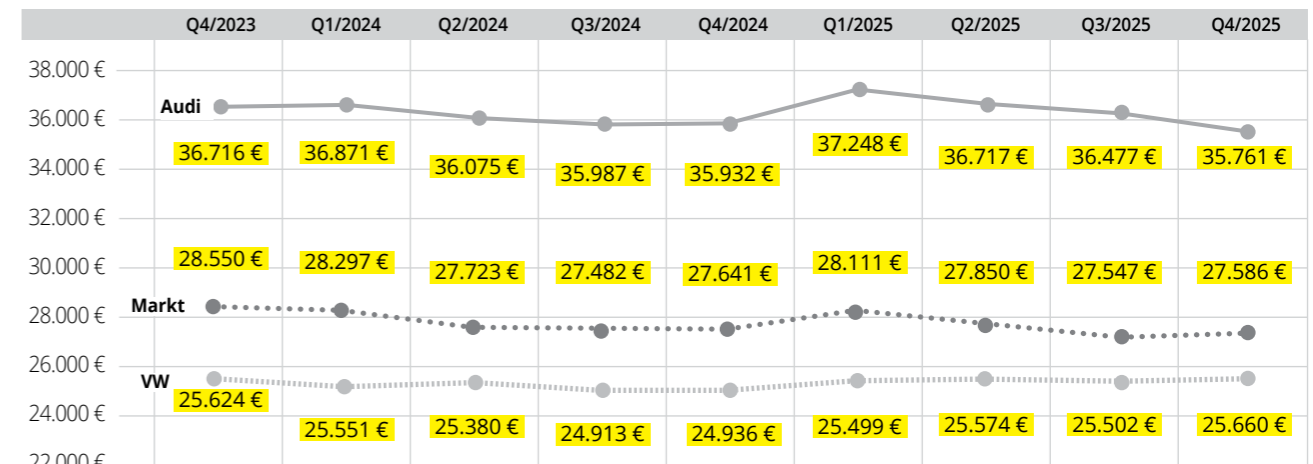 Q4/2023 Q1/2024 Q2/2024 Q3/2024 Q4/2024 Q1/2025 Q2/2025 Q3/2025 Q4/2025
38.000 €
Audi
36.000 €
36.716 € 36.871 € 36.075 € 35.987 € 35.932 € 37.248 € 36.717 € 36.477 € 35.761 €
34.000 €
32.000 €
30.000 €
28.550 € 28.297 € 27.723 € 27.482 € 27.641 € 28.111 € 27.850 € 27.547 € 27.586 €
Markt
28.000 €
26.000 €
VW
25.624 € 25.551 € 25.380 € 24.913 € 24.936 € 25.499 € 25.574 € 25.502 € 25.660 €
24.000 €
22.000 €